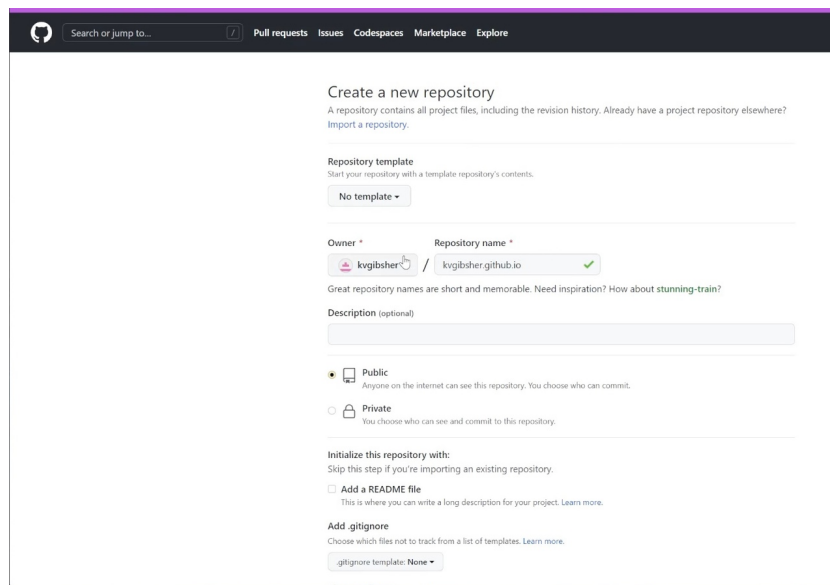 Search or jump to...
/
Pull requests Issues Codespaces Marketplace Explore
Create a new repository
A repository contains all project files, including the revision history. Already have a project repository elsewhere?
Import a repository.
Repository template
Start your repository with a template repository's contents.
No template
Owner * Repository name *
kvgibsher / kvgibsher.github.io
Great repository names are short and memorable. Need inspiration? How about stunning-train?
Description (optional)
Public
Anyone on the internet can see this repository. You choose who can commit.
Private
You choose who can see and commit to this repository.
Initialize this repository with:
Skip this step if you're importing an existing repository.
Add a README file
This is where you can write a long description for your project. Learn more.
Add .gitignore
Choose which files not to track from a list of templates. Learn more.
.gitignore template: None